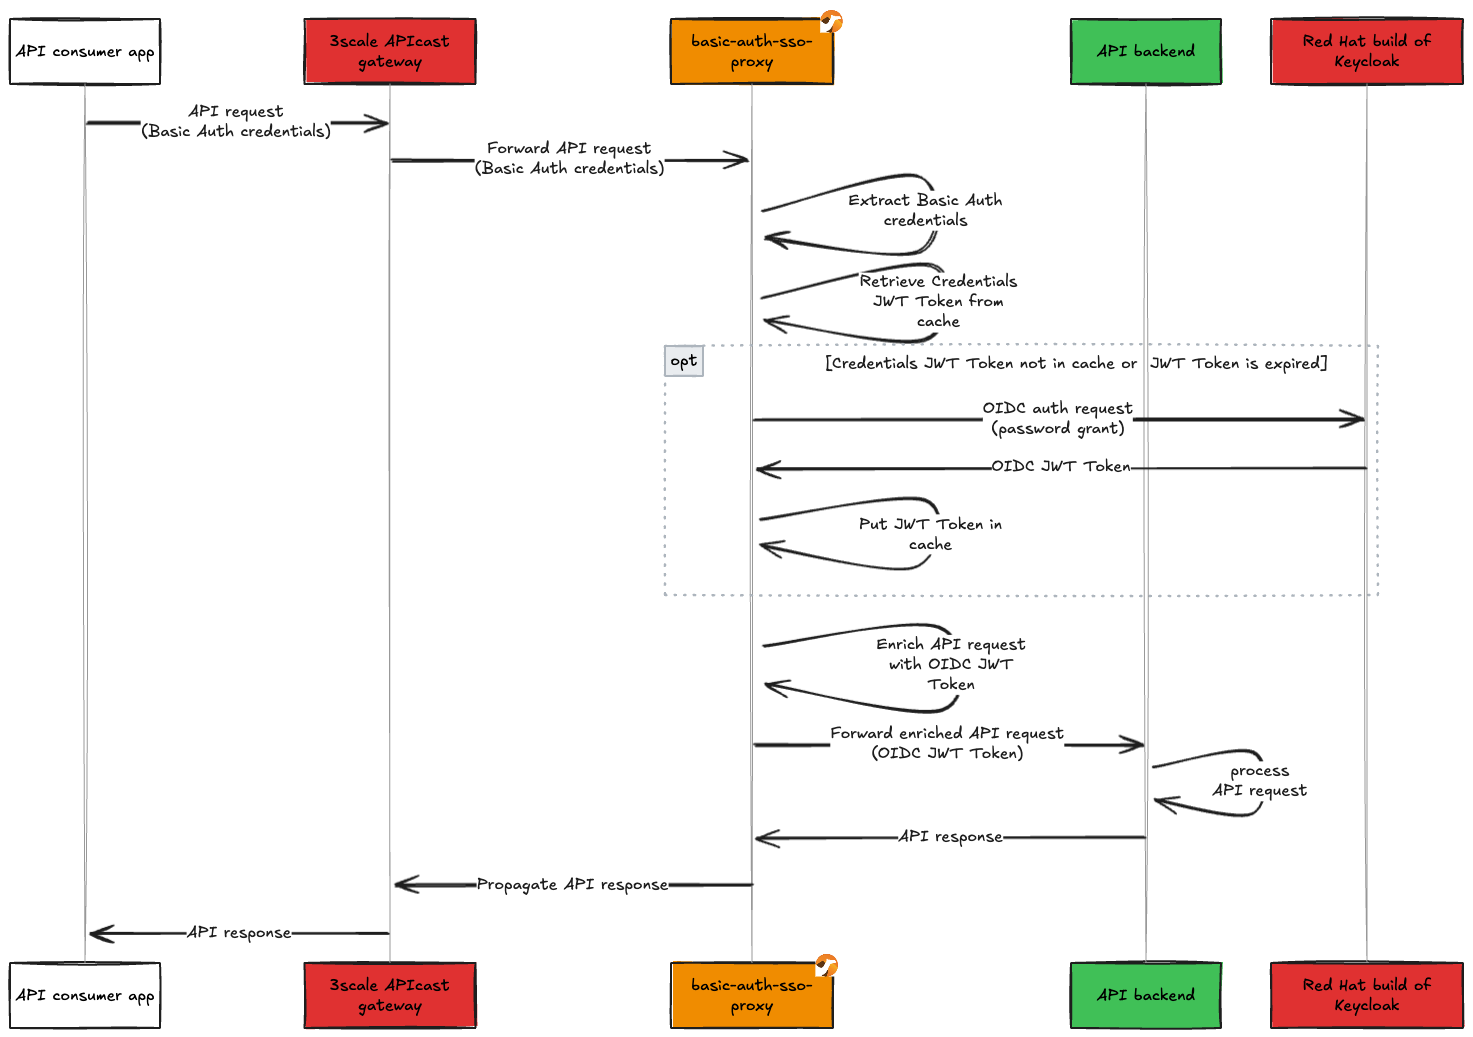 API consumer app
3scale APIcast
gateway
basic-auth-sso-
proxy
API backend
Red Hat build of
Keycloak
API request
(Basic Auth credentials)
Forward API request
(Basic Auth credentials)
Extract Basic Auth
credentials
Retrieve Credentials
JWT Token from
cache
opt
[Credentials JWT Token not in cache or JWT Token is expired]
OIDC auth request
(password grant)
OIDC JWT Token
Put JWT Token in
cache
Enrich API request
with OIDC JWT
Token
Forward enriched API request
(OIDC JWT Token)
process
API request
API response
Propagate API response
API response
API consumer app
3scale APIcast
gateway
basic-auth-sso-
proxy
API backend
Red Hat build of
Keycloak